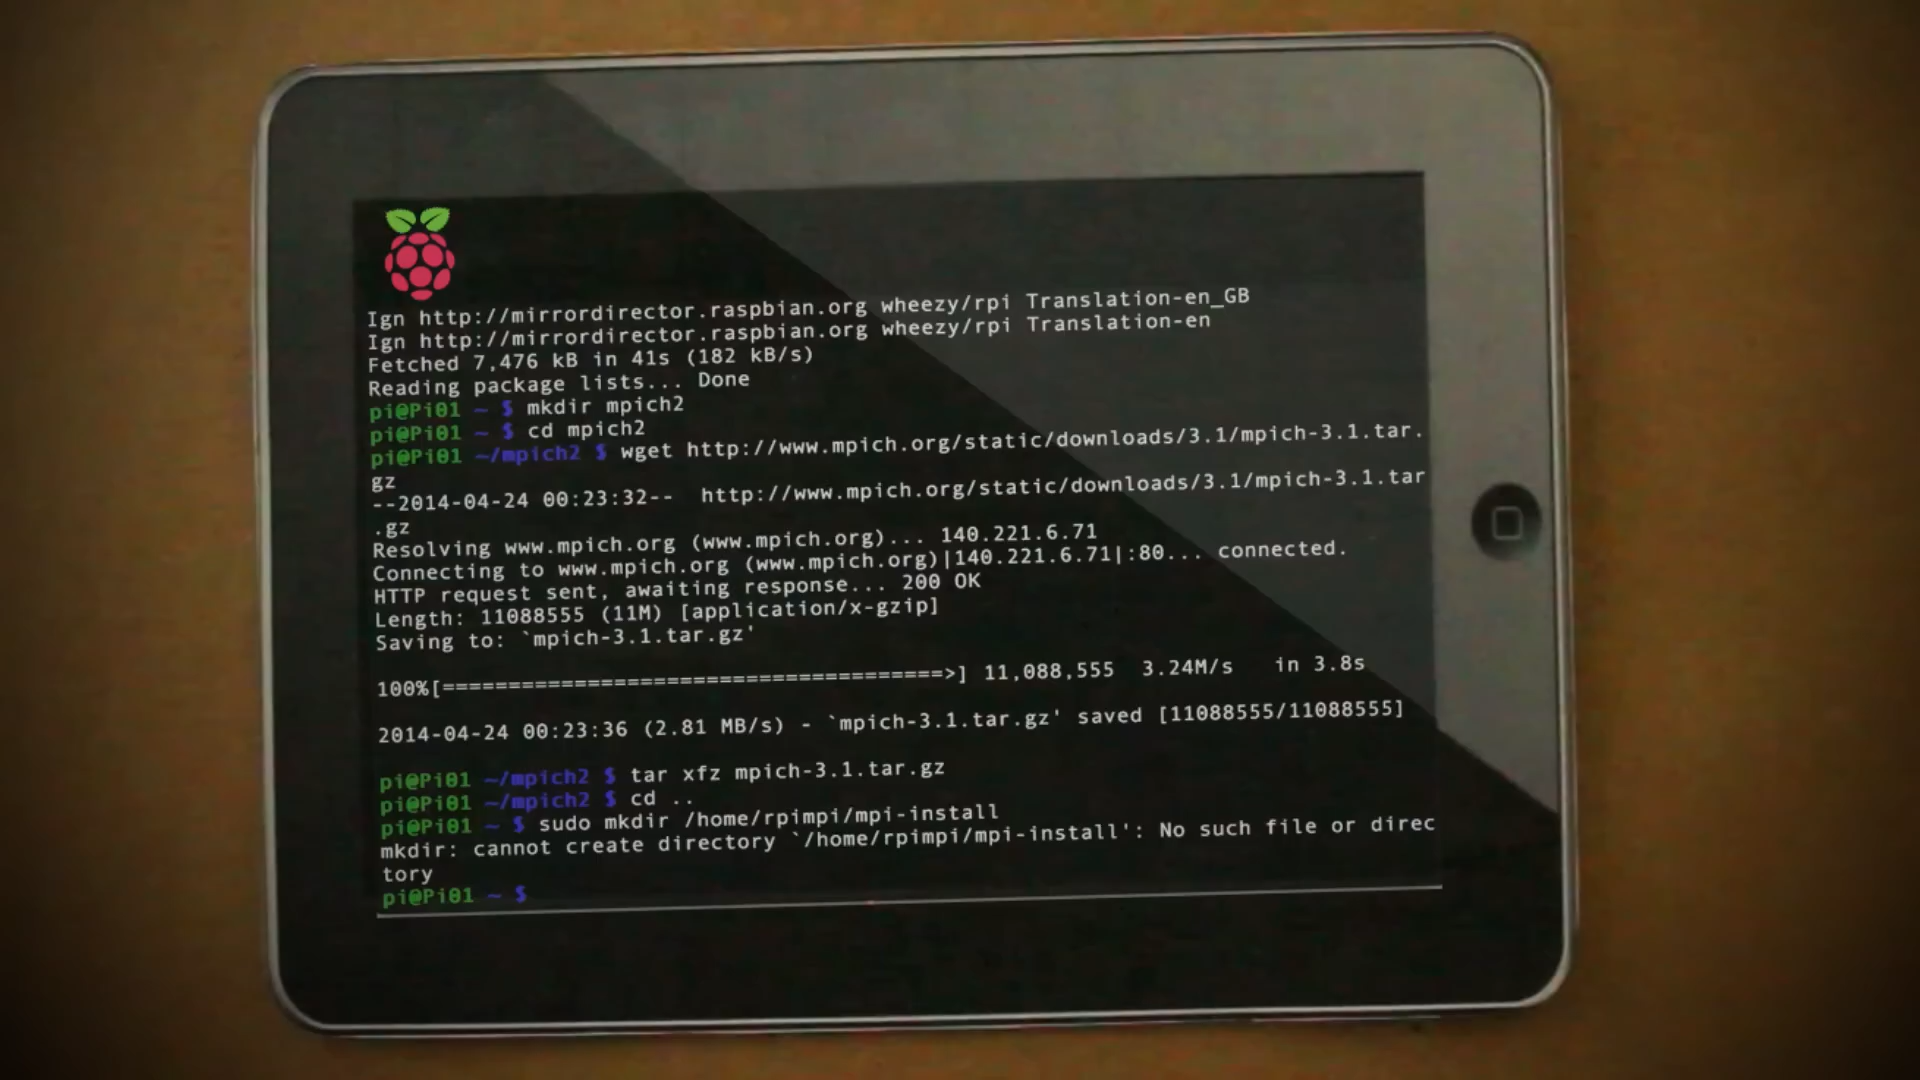 Ign http://mirrordirector.raspbian.org wheezy/rpi Translation-en_GB
Ign http://mirrordirector.raspbian.org wheezy/rpi Translation-en
Fetched 7,476 kB in 41s (182 kB/s)
Reading package lists... Done
pi@Pi01 ~ $ mkdir mpich2
pi@Pi01 ~ $ cd mpich2
pi@Pi01 ~/mpich2 $ wget http://www.mpich.org/static/downloads/3.1/mpich-3.1.tar.
gz
--2014-04-24 00:23:32--  http://www.mpich.org/static/downloads/3.1/mpich-3.1.tar
.gz
Resolving www.mpich.org (www.mpich.org)... 140.221.6.71
Connecting to www.mpich.org (www.mpich.org)|140.221.6.71|:80... connected.
HTTP request sent, awaiting response... 200 OK
Length: 11088555 (11M) [application/x-gzip]
Saving to: `mpich-3.1.tar.gz'
100%[======================================>] 11,088,555  3.24M/s   in 3.8s
2014-04-24 00:23:36 (2.81 MB/s) - `mpich-3.1.tar.gz' saved [11088555/11088555]
pi@Pi01 ~/mpich2 $ tar xfz mpich-3.1.tar.gz
pi@Pi01 ~/mpich2 $ cd ..
pi@Pi01 ~ $ sudo mkdir /home/rpimpi/mpi-install
mkdir: cannot create directory `/home/rpimpi/mpi-install': No such file or direc
tory
pi@Pi01 ~ $